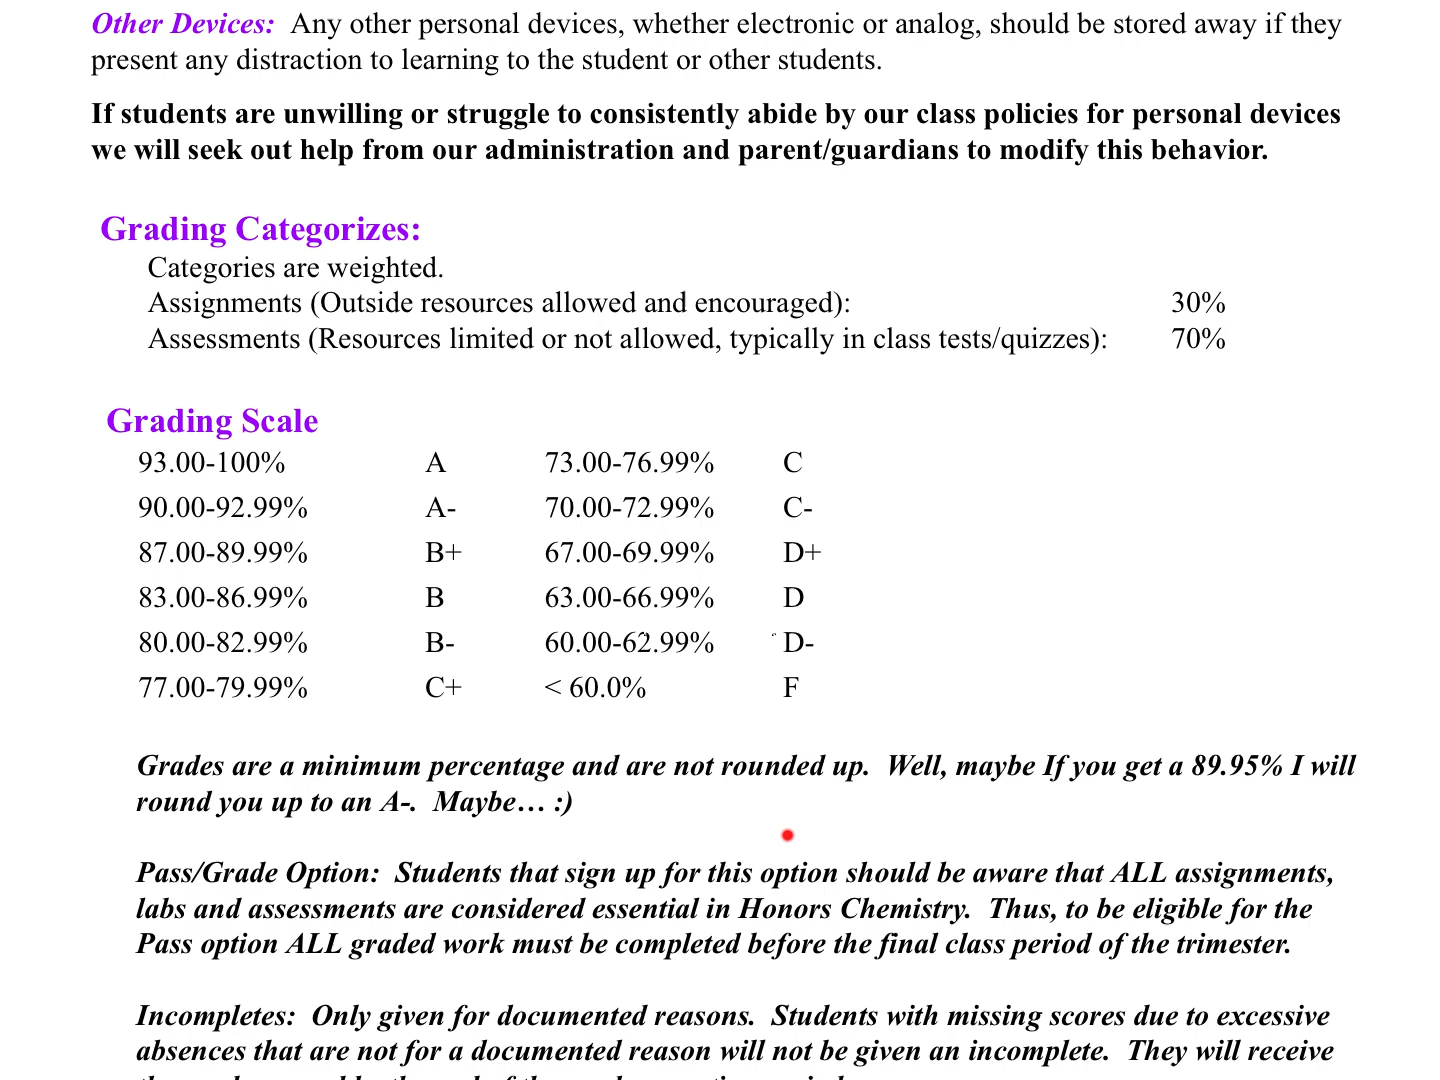 Other Devices:  Any other personal devices, whether electronic or analog, should be stored away if they
present any distraction to learning to the student or other students.
If students are unwilling or struggle to consistently abide by our class policies for personal devices
we will seek out help from our administration and parent/guardians to modify this behavior.
Grading Categorizes:
Categories are weighted.
Assignments (Outside resources allowed and encouraged): 30%
Assessments (Resources limited or not allowed, typically in class tests/quizzes): 70%
Grading Scale
93.00-100% A 73.00-76.99% C
90.00-92.99% A- 70.00-72.99% C-
87.00-89.99% B+ 67.00-69.99% D+
83.00-86.99% B 63.00-66.99% D
80.00-82.99% B- 60.00-62.99% D-
77.00-79.99% C+ < 60.0% F
Grades are a minimum percentage and are not rounded up.  Well, maybe If you get a 89.95% I will
round you up to an A-.  Maybe… :)
Pass/Grade Option:  Students that sign up for this option should be aware that ALL assignments,
labs and assessments are considered essential in Honors Chemistry.  Thus, to be eligible for the
Pass option ALL graded work must be completed before the final class period of the trimester.
Incompletes:  Only given for documented reasons.  Students with missing scores due to excessive
absences that are not for a documented reason will not be given an incomplete.  They will receive